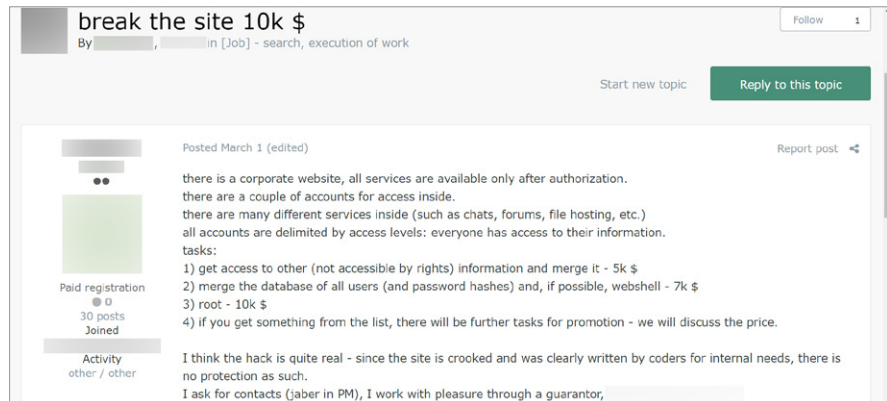 break the site 10k $
Follow 1
By , in [Job] - search, execution of work
Start new topic
Reply to this topic
Posted March 1 (edited)
Report post
there is a corporate website, all services are available only after authorization.
there are a couple of accounts for access inside.
there are many different services inside (such as chats, forums, file hosting, etc.)
all accounts are delimited by access levels: everyone has access to their information.
tasks:
1) get access to other (not accessible by rights) information and merge it - 5k $
2) merge the database of all users (and password hashes) and, if possible, webshell - 7k $
3) root - 10k $
4) if you get something from the list, there will be further tasks for promotion - we will discuss the price.
Paid registration
0
30 posts
Joined
Activity
other / other
I think the hack is quite real - since the site is crooked and was clearly written by coders for internal needs, there is
no protection as such.
I ask for contacts (jaber in PM), I work with pleasure through a guarantor,